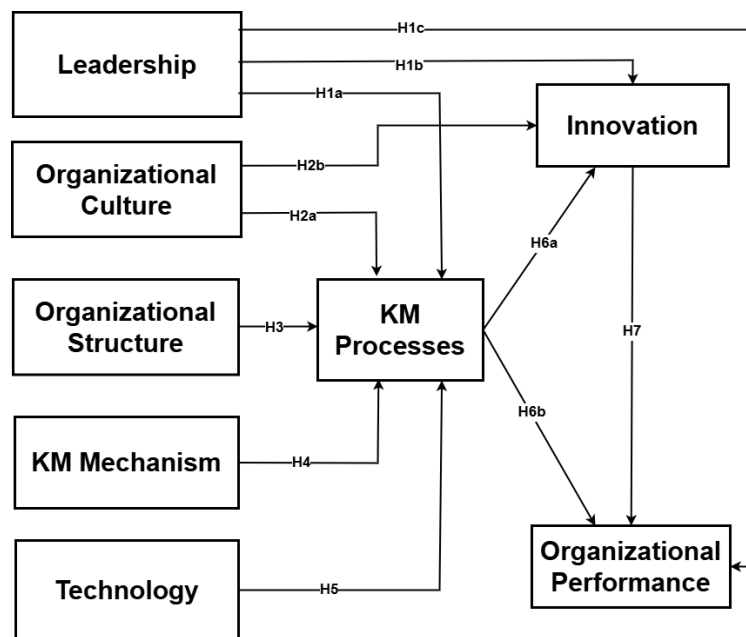 H1c
Leadership
H1b
H1a
Innovation
Organizational
Culture
H2b
H2a
H6a
Organizational
Structure
H3
KM
Processes
H7
H6b
KM Mechanism
H4
Organizational
Performance
Technology
H5